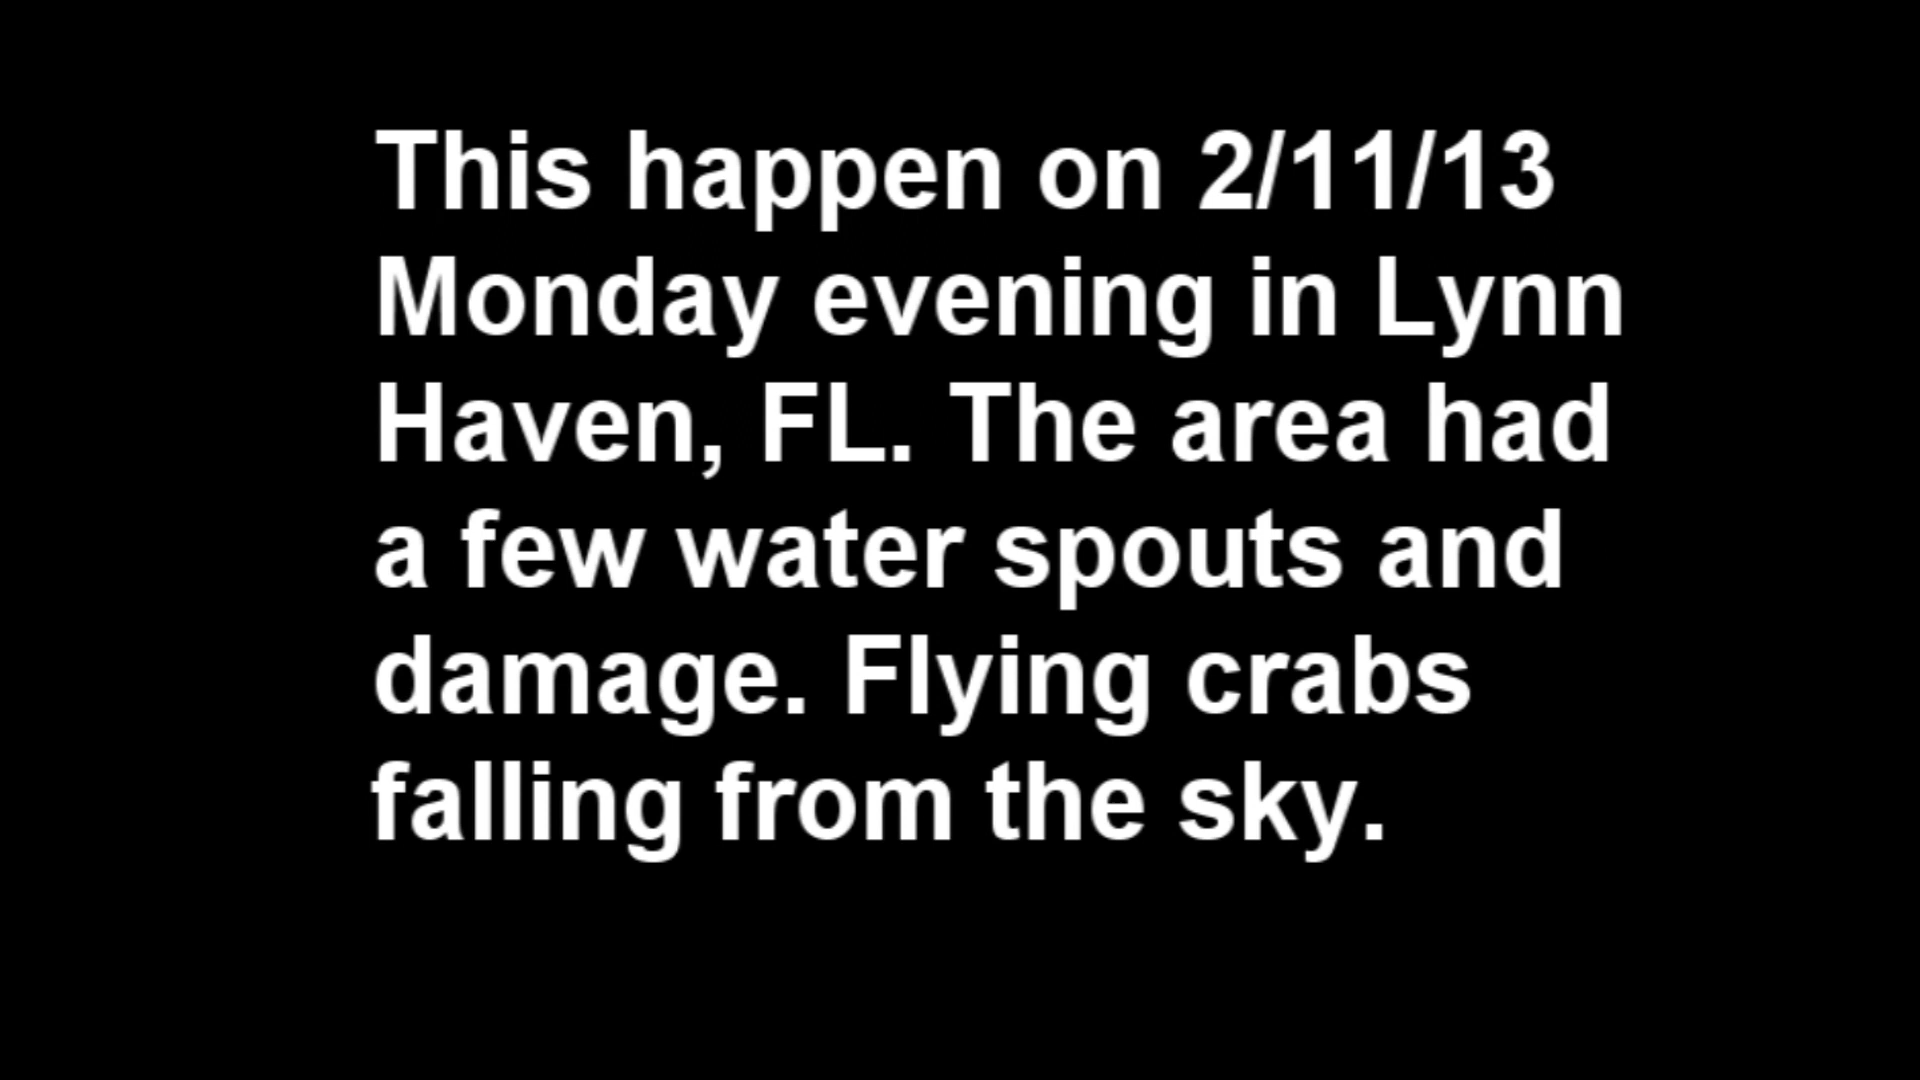 This happen on 2/11/13
Monday evening in Lynn
Haven, FL. The area had
a few water spouts and
damage. Flying crabs
falling from the sky.